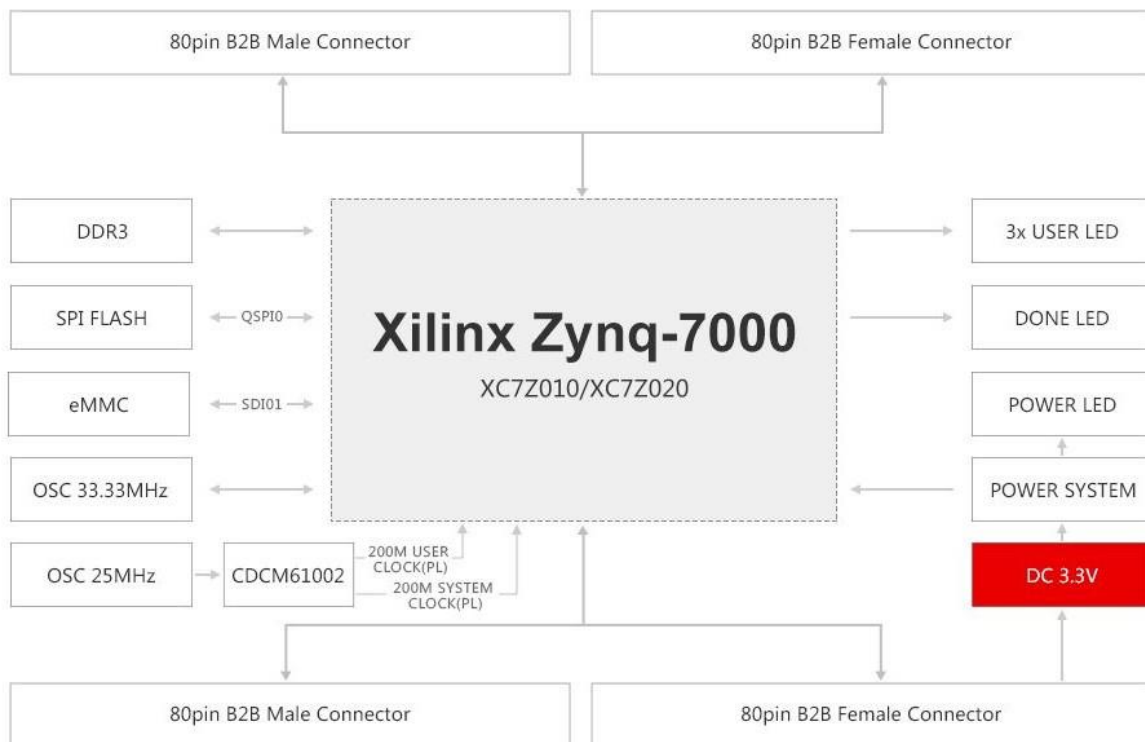 80pin B2B Male Connector
80pin B2B Female Connector
DDR3
3x USER LED
SPI FLASH
QSPI0
Xilinx Zynq-7000
XC7Z010/XC7Z020
DONE LED
eMMC
SDI01
POWER LED
OSC 33.33MHz
POWER SYSTEM
OSC 25MHz
CDCM61002
200M USER
CLOCK(PL)
200M SYSTEM
CLOCK(PL)
DC 3.3V
80pin B2B Male Connector
80pin B2B Female Connector